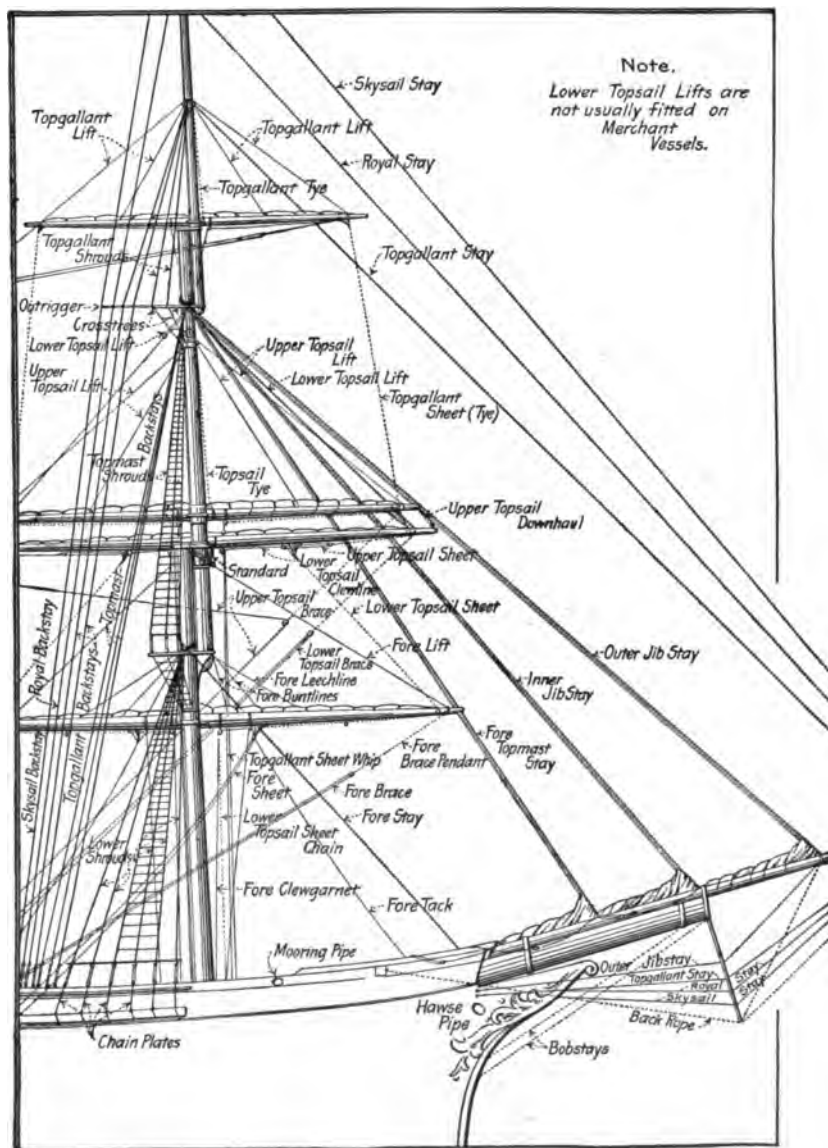 Note.
Lower Topsail Lifts are
not usually fitted on
Merchant
Vessels.
Skysail Stay
Topgallant
Lift
Topgallant Lift
Royal Stay
Topgallant Tye
Topgallant
Shrouds
Topgallant Stay
Outrigger
Crosstrees
Lower Topsail Lift
Upper Topsail
Lift
Upper
Topsail Lift
Lower Topsail Lift
Topgallant
Sheet (Tye)
Backstays
Topmast
Shrouds
Topsail
Tye
Upper Topsail
Downhaul
Standard
Lower
Topsail
Clewline
Upper Topsail Sheet
Upper Topsail
Brace
Lower Topsail Sheet
Royal Backstay
Topmast
Backstays
Topgallant
Lower
Topsail Brace
Fore Lift
Outer Jib Stay
Fore Leechline
Fore Buntlines
Inner
Jib Stay
Skysail Backstay
Topgallant Sheet Whip
Fore
Brace Pendant
Fore
Topmast
Stay
Fore
Sheet
Fore Brace
Lower
Topsail Sheet
Chain
Fore Stay
Lower
Shrouds
Fore Clewgarnet
Fore Tack
Mooring Pipe
Outer Jibstay
Topgallant Stay
Royal Stay
Skysail Stay
Hawse
Pipe
Back Rope
Chain Plates
Bobstays